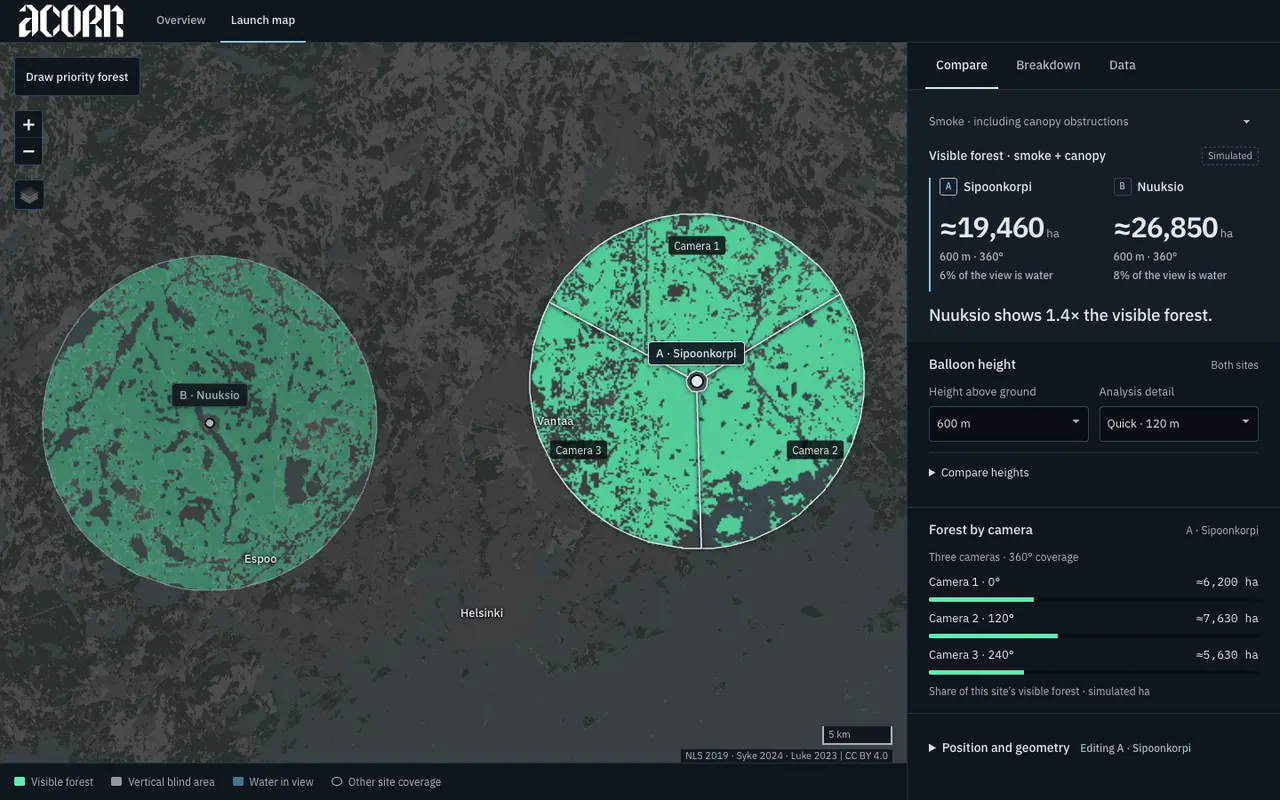 ACORN
Overview
Launch map
Draw priority forest
+
−
Camera 1
A · Sipoonkorpi
B · Nuuksio
Vantaa
Camera 3
Camera 2
Espoo
Helsinki
5 km
NLS 2019 · Syke 2024 · Luke 2023 | CC BY 4.0
Visible forest
Vertical blind area
Water in view
Other site coverage
Compare
Breakdown
Data
Smoke · including canopy obstructions
Visible forest · smoke + canopy
Simulated
A Sipoonkorpi
≈19,460 ha
600 m · 360°
6% of the view is water
B Nuuksio
≈26,850 ha
600 m · 360°
8% of the view is water
Nuuksio shows 1.4× the visible forest.
Balloon height
Both sites
Height above ground
600 m
Analysis detail
Quick · 120 m
Compare heights
Forest by camera
A · Sipoonkorpi
Three cameras · 360° coverage
Camera 1 · 0° ≈6,200 ha
Camera 2 · 120° ≈7,630 ha
Camera 3 · 240° ≈5,630 ha
Share of this site's visible forest · simulated ha
Position and geometry Editing A · Sipoonkorpi